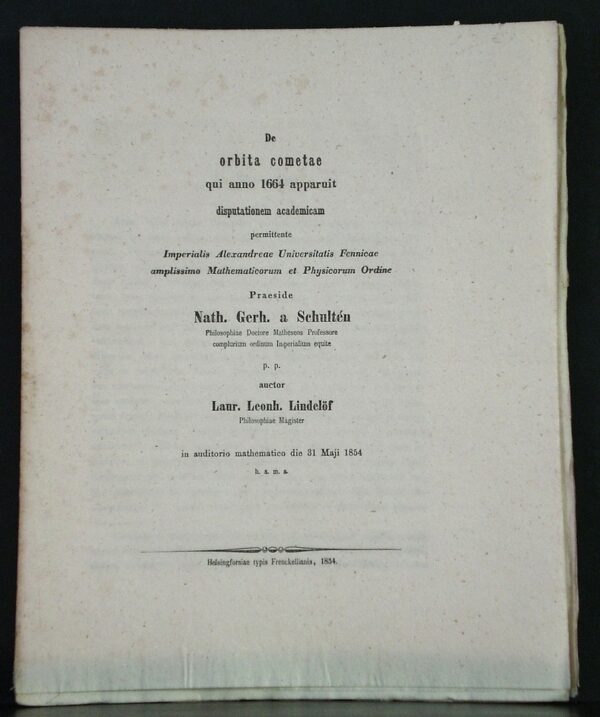 De
orbita cometae
qui anno 1664 apparuit
disputationem academicam
permittente
Imperialis Alexandreae Universitatis Fennicae
amplissimo Mathematicorum et Physicorum Ordine
Praeside
Nath. Gerh. a Schultén
Philosophiae Doctore Matheseos Professore
complurium ordinum Imperialium equite
p. p.
auctor
Laur. Leonh. Lindelöf
Philosophiae Magister
in auditorio mathematico die 31 Maji 1854
h. a. m. s.
Helsingforsiae typis Frenckellianis, 1854.